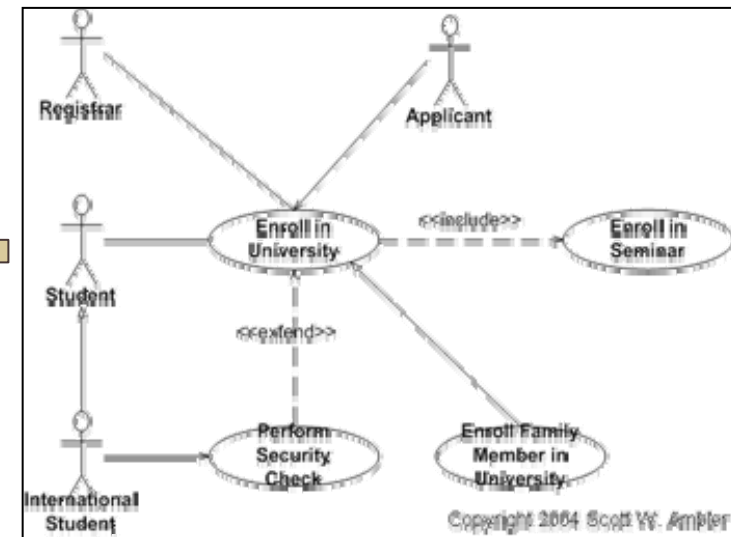 Registrar
Applicant
Enroll in
University
<<include>>
Enroll in
Seminar
Student
<<extend>>
Perform
Security
Check
Enroll Family
Member in
University
International
Student
Copyright 2004 Scott W. Ambler